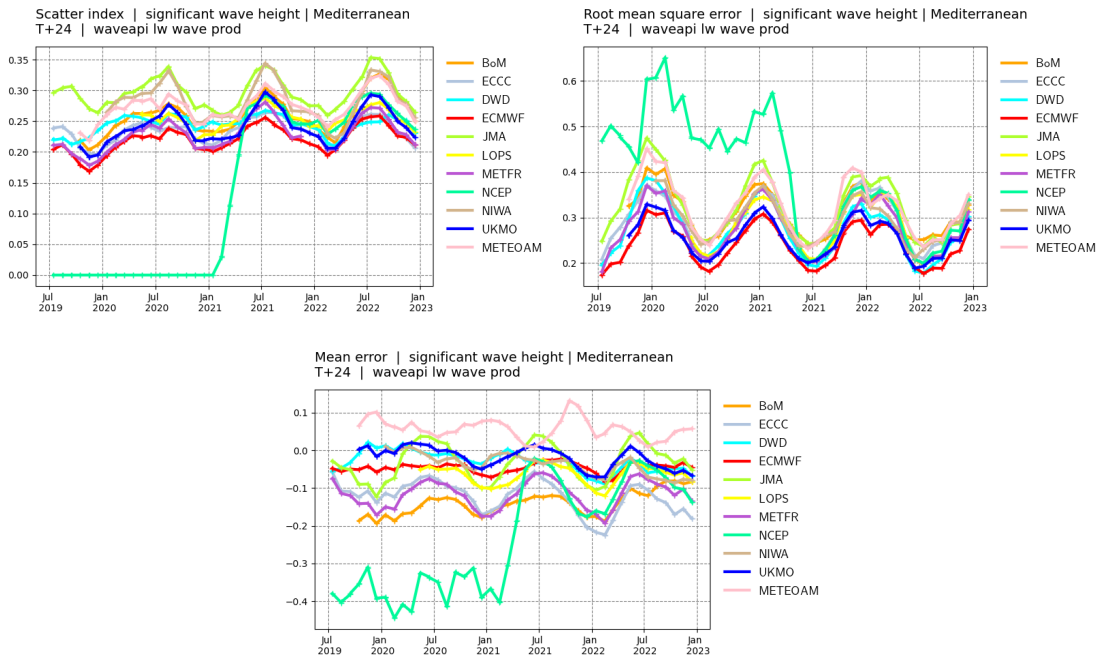 Scatter index | significant wave height | Mediterranean
T+24 | waveapi lw wave prod
0.35
0.30
0.25
0.20
0.15
0.10
0.05
0.00
Jul 2019
Jan 2020
Jul 2020
Jan 2021
Jul 2021
Jan 2022
Jul 2022
Jan 2023
BoM
ECCC
DWD
ECMWF
JMA
LOPS
METFR
NCEP
NIWA
UKMO
METEOAM
Root mean square error | significant wave height | Mediterranean
T+24 | waveapi lw wave prod
0.6
0.5
0.4
0.3
0.2
Jul 2019
Jan 2020
Jul 2020
Jan 2021
Jul 2021
Jan 2022
Jul 2022
Jan 2023
BoM
ECCC
DWD
ECMWF
JMA
LOPS
METFR
NCEP
NIWA
UKMO
METEOAM
Mean error | significant wave height | Mediterranean
T+24 | waveapi lw wave prod
0.1
0.0
−0.1
−0.2
−0.3
−0.4
Jul 2019
Jan 2020
Jul 2020
Jan 2021
Jul 2021
Jan 2022
Jul 2022
Jan 2023
BoM
ECCC
DWD
ECMWF
JMA
LOPS
METFR
NCEP
NIWA
UKMO
METEOAM